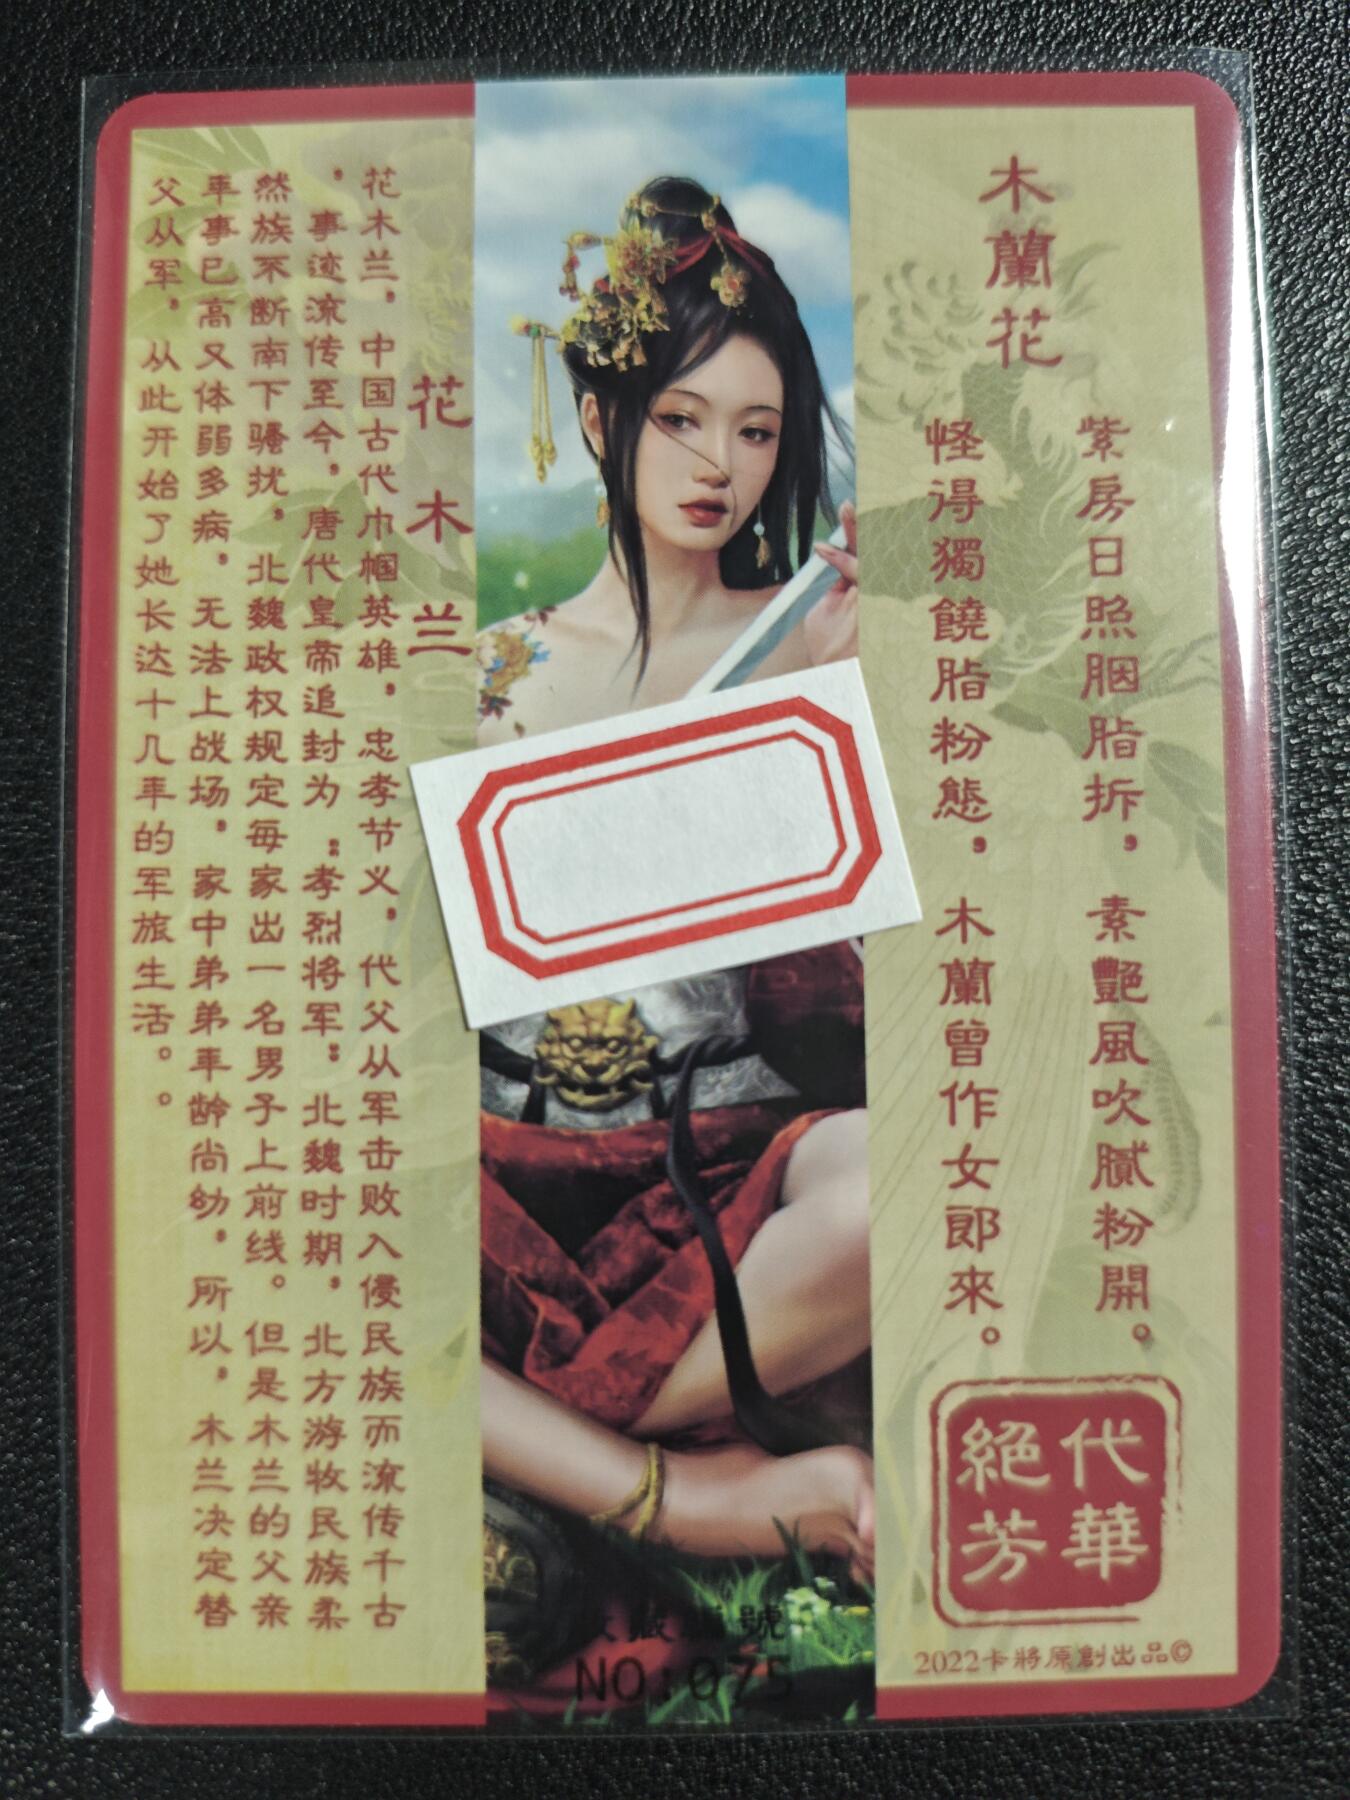 木蘭花
紫房日照胭脂拆，素艷風吹膩粉開。
怪得獨饒脂粉態，木蘭曾作女郎來。
代華
絕芳
2022卡將原創出品©
花木兰
花木兰，中国古代巾帼英雄，忠孝节义，代父从军击败入侵民族而流传千古
，事迹流传至今，唐代皇帝追封为“孝烈将军”。北魏时期，北方游牧民族柔
然族不断南下骚扰，北魏政权规定每家出一名男子上前线。但是木兰的父亲
年事已高又体弱多病，无法上战场，家中弟弟年龄尚幼，所以，木兰决定替
父从军，从此开始了她长达十几年的军旅生活。。
藏編號
NO:075